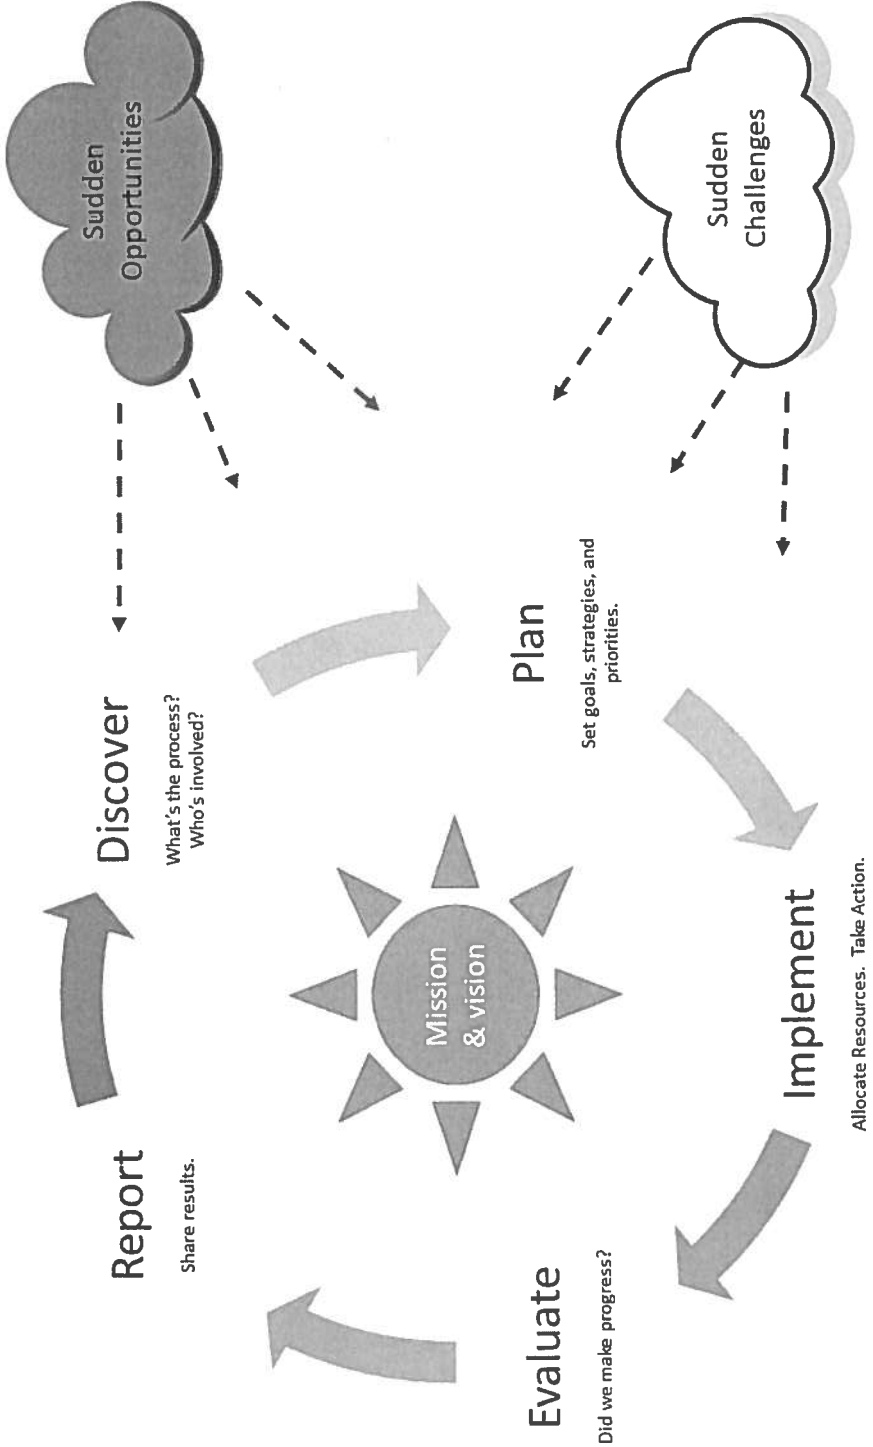 Report
Share results.
Discover
What's the process?
Who's involved?
Sudden
Opportunities
Mission
& vision
Evaluate
Did we make progress?
Plan
Set goals, strategies, and
priorities.
Implement
Allocate Resources.  Take Action.
Sudden
Challenges